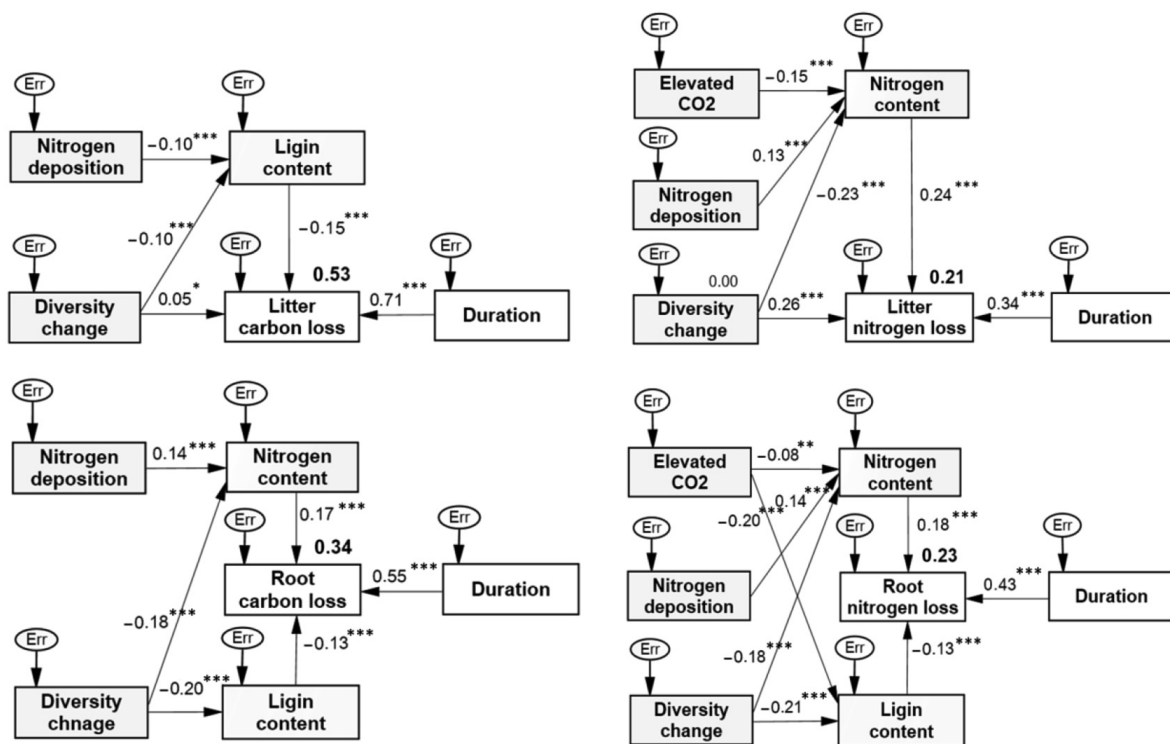 Err
Err
Nitrogen
deposition
−0.10***
Ligin
content
−0.10***
−0.15***
Err
Err
Err
0.53
Diversity
change
0.05*
Litter
carbon loss
0.71***
Duration
Err
Err
Elevated
CO2
−0.15***
Nitrogen
content
Err
0.13***
Nitrogen
deposition
−0.23***
0.24***
Err
Err
Err
0.00
0.21
Diversity
change
0.26***
Litter
nitrogen loss
0.34***
Duration
Err
Err
Nitrogen
deposition
0.14***
Nitrogen
content
0.17***
Err
Err
0.34
Root
carbon loss
0.55***
Duration
−0.18***
−0.13***
Err
Err
Diversity
chnage
−0.20***
Ligin
content
Err
Err
Elevated
CO2
−0.08**
Nitrogen
content
0.14***
−0.20***
Err
0.18***
Err
Err
0.23
Nitrogen
deposition
Root
nitrogen loss
0.43***
Duration
−0.18***
−0.13***
Err
Err
Diversity
change
−0.21***
Ligin
content